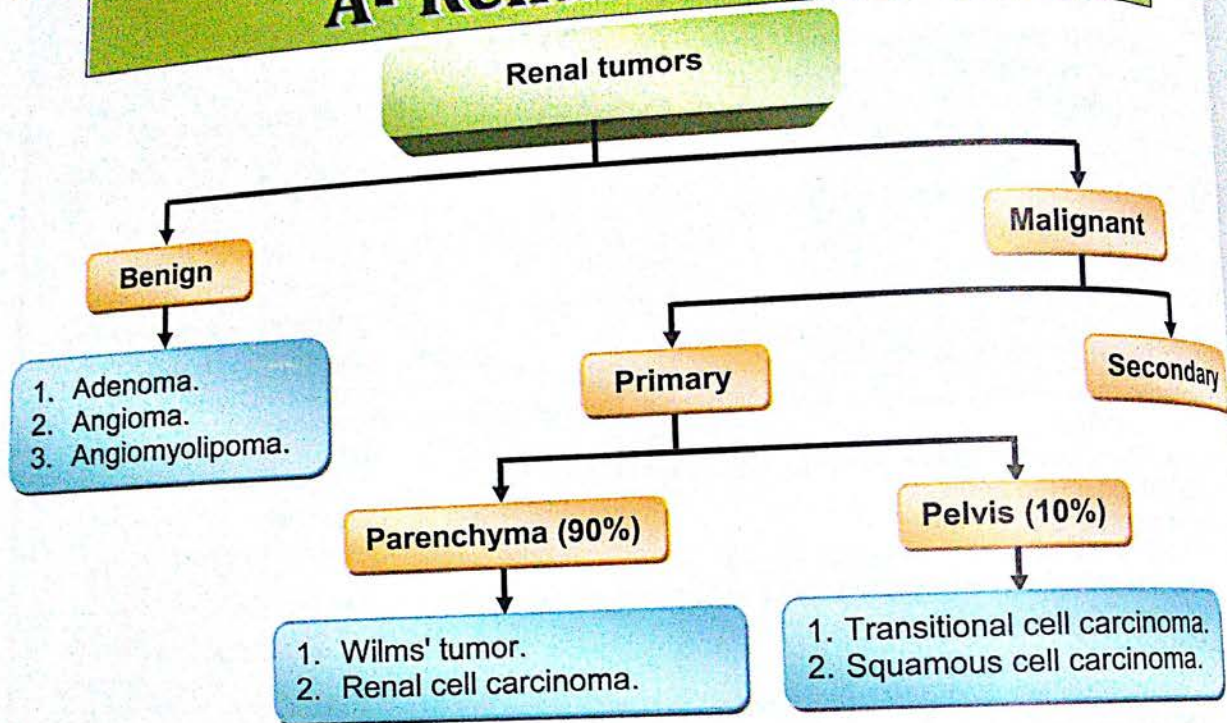 Renal tumors
Malignant
Benign
Primary
Secondary
1. Adenoma.
2. Angioma.
3. Angiomyolipoma.
Parenchyma (90%)
Pelvis (10%)
1. Wilms' tumor.
2. Renal cell carcinoma.
1. Transitional cell carcinoma.
2. Squamous cell carcinoma.